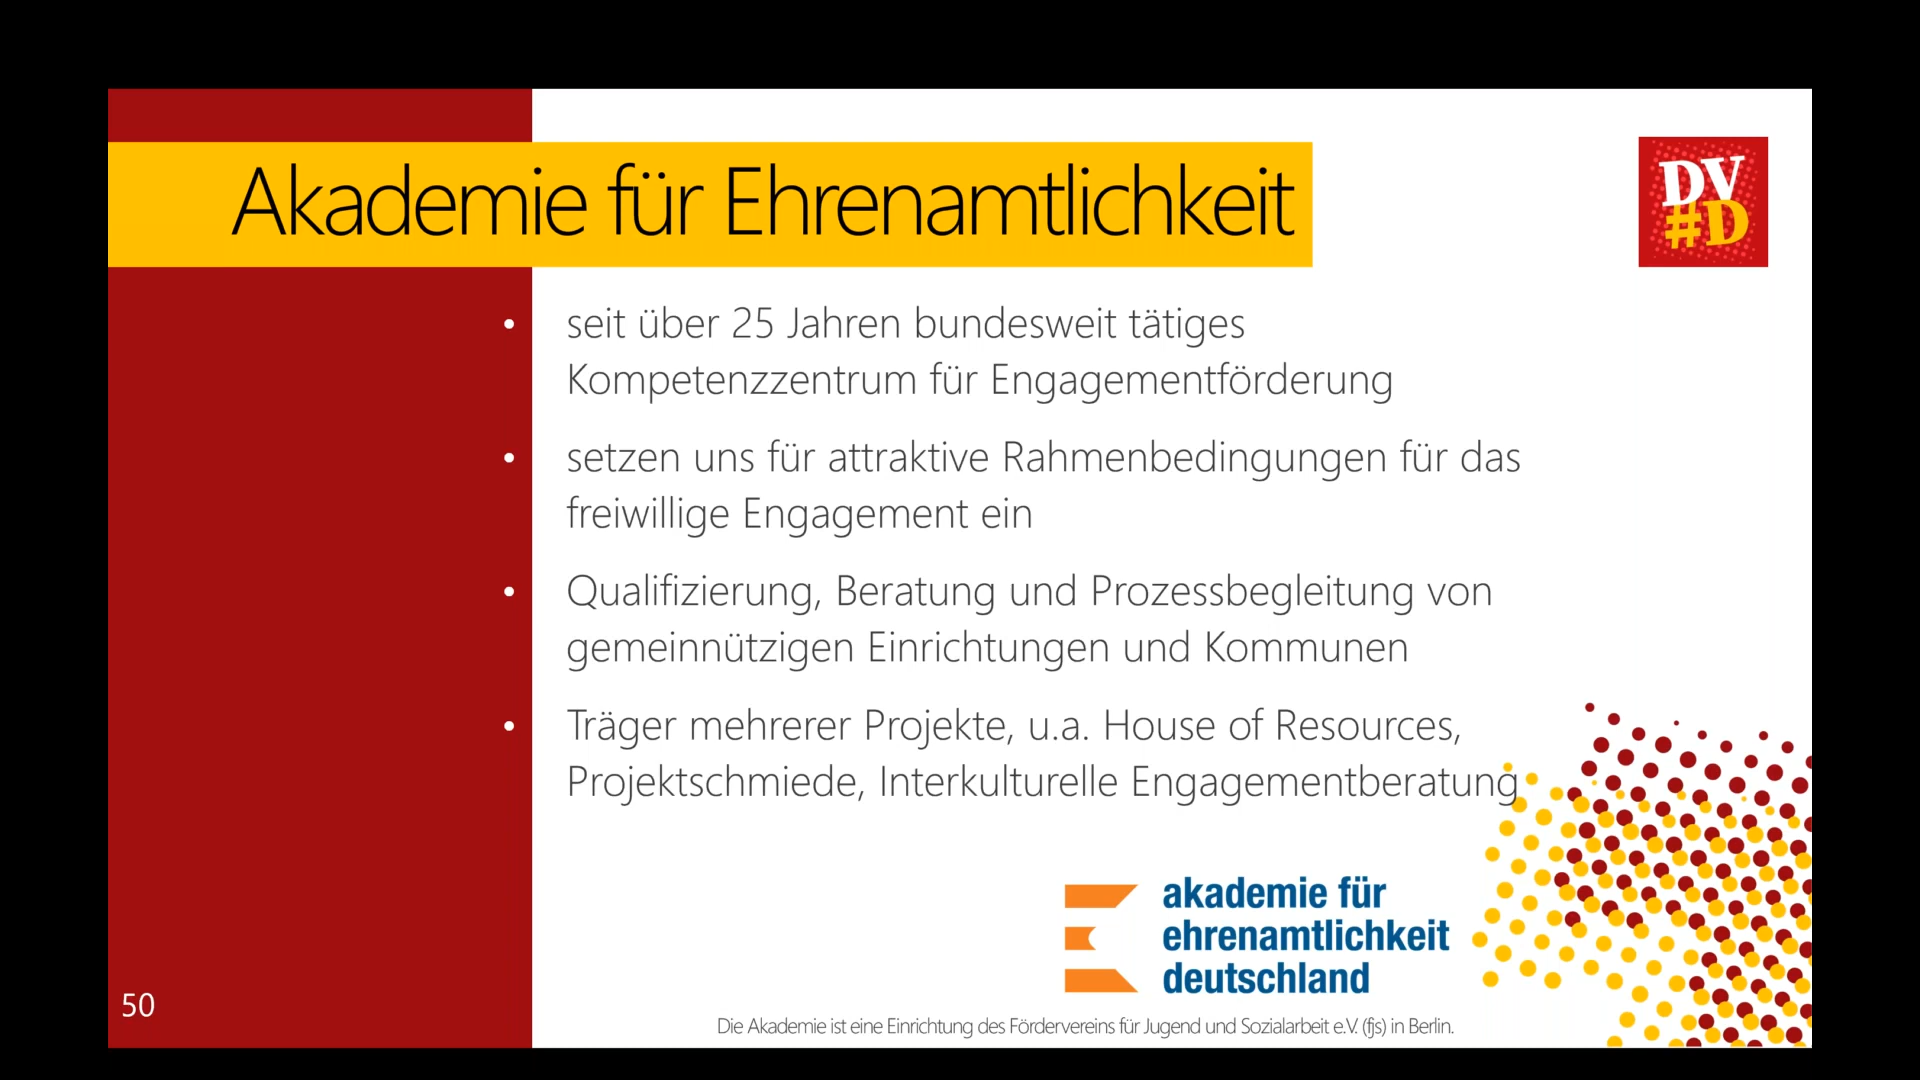 Akademie für Ehrenamtlichkeit
DV
#D
• seit über 25 Jahren bundesweit tätiges
Kompetenzzentrum für Engagementförderung
• setzen uns für attraktive Rahmenbedingungen für das
freiwillige Engagement ein
• Qualifizierung, Beratung und Prozessbegleitung von
gemeinnützigen Einrichtungen und Kommunen
• Träger mehrerer Projekte, u.a. House of Resources,
Projektschmiede, Interkulturelle Engagementberatung
akademie für
ehrenamtlichkeit
deutschland
50
Die Akademie ist eine Einrichtung des Fördervereins für Jugend und Sozialarbeit e.V. (fjs) in Berlin.